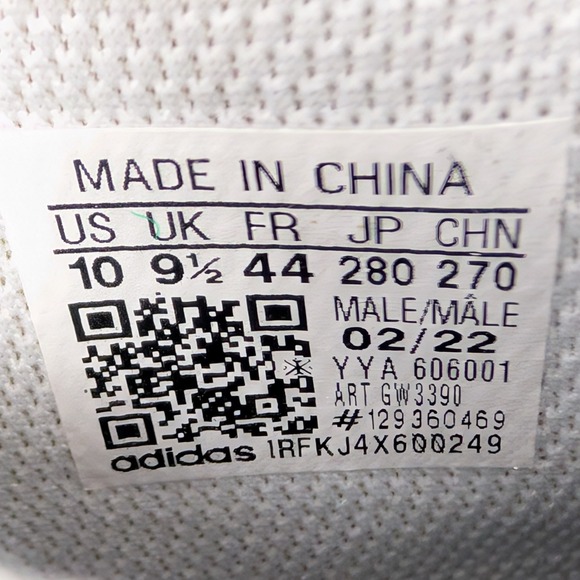 MADE IN CHINA
US UK FR JP CHN
10 9½ 44 280 270
MALE/MÂLE
02/22
YYA 606001
ART GW3390
#129360469
adidas 1RFKJ4X600249